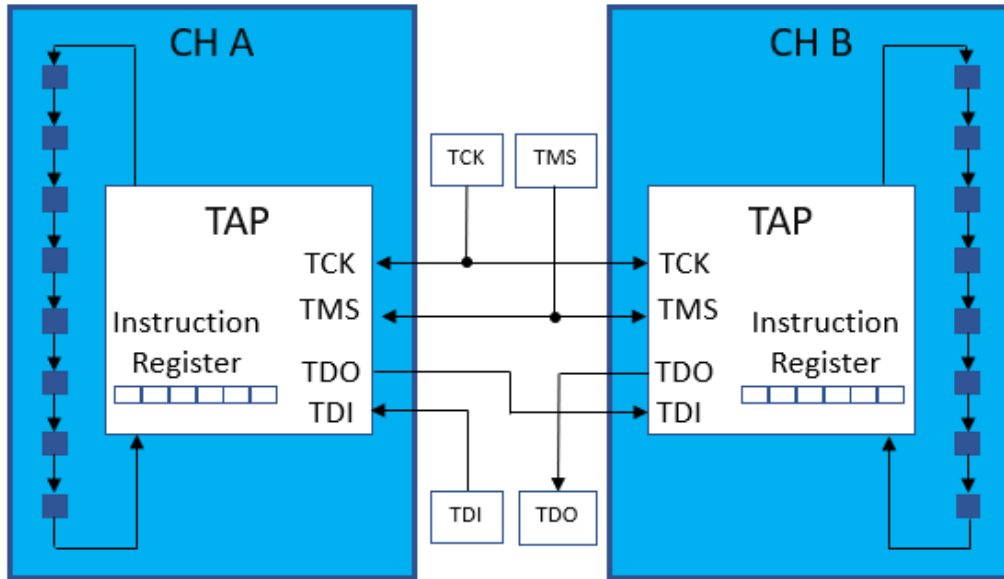 CH A
CH B
TCK
TMS
TAP
TCK
TMS
Instruction
Register
TDO
TDI
TAP
TCK
TMS
Instruction
Register
TDO
TDI
TDI
TDO